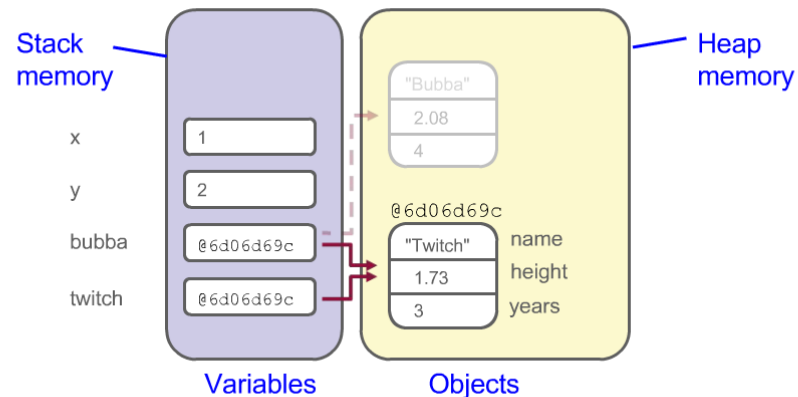 Stack
memory
Heap
memory
"Bubba"
2.08
4
x
1
y
2
@6d06d69c
bubba
@6d06d69c
"Twitch"
name
1.73
height
twitch
@6d06d69c
3
years
Variables
Objects